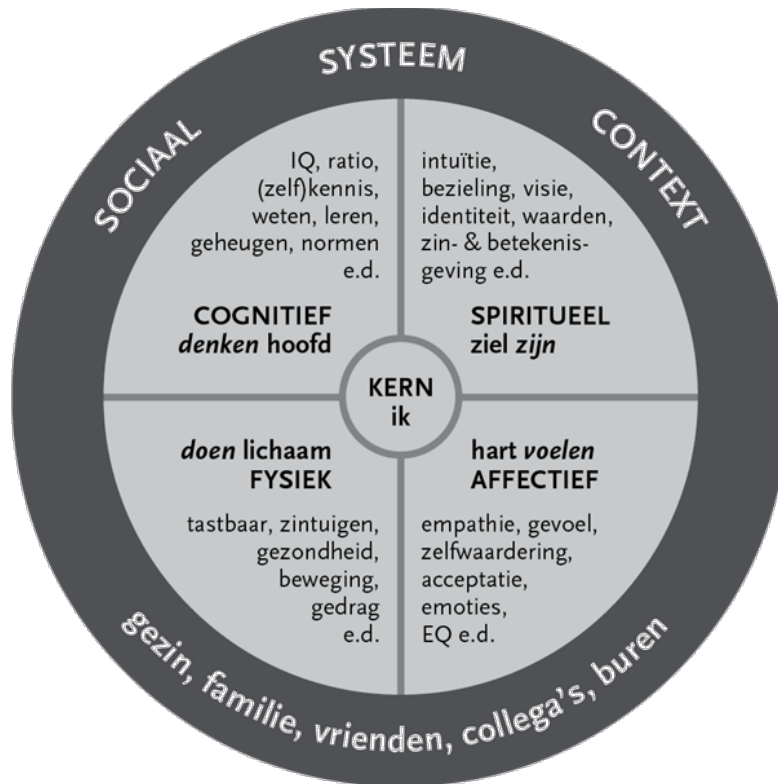 SOCIAAL SYSTEEM CONTEXT
IQ, ratio,
(zelf)kennis,
weten, leren,
geheugen, normen
e.d.
COGNITIEF
denken hoofd
intuïtie,
bezieling, visie,
identiteit, waarden,
zin- & betekenis-
geving e.d.
SPIRITUEEL
ziel zijn
KERN
ik
doen lichaam
FYSIEK
tastbaar, zintuigen,
gezondheid,
beweging,
gedrag
e.d.
hart voelen
AFFECTIEF
empathie, gevoel,
zelfwaardering,
acceptatie,
emoties,
EQ e.d.
gezin, familie, vrienden, collega's, buren